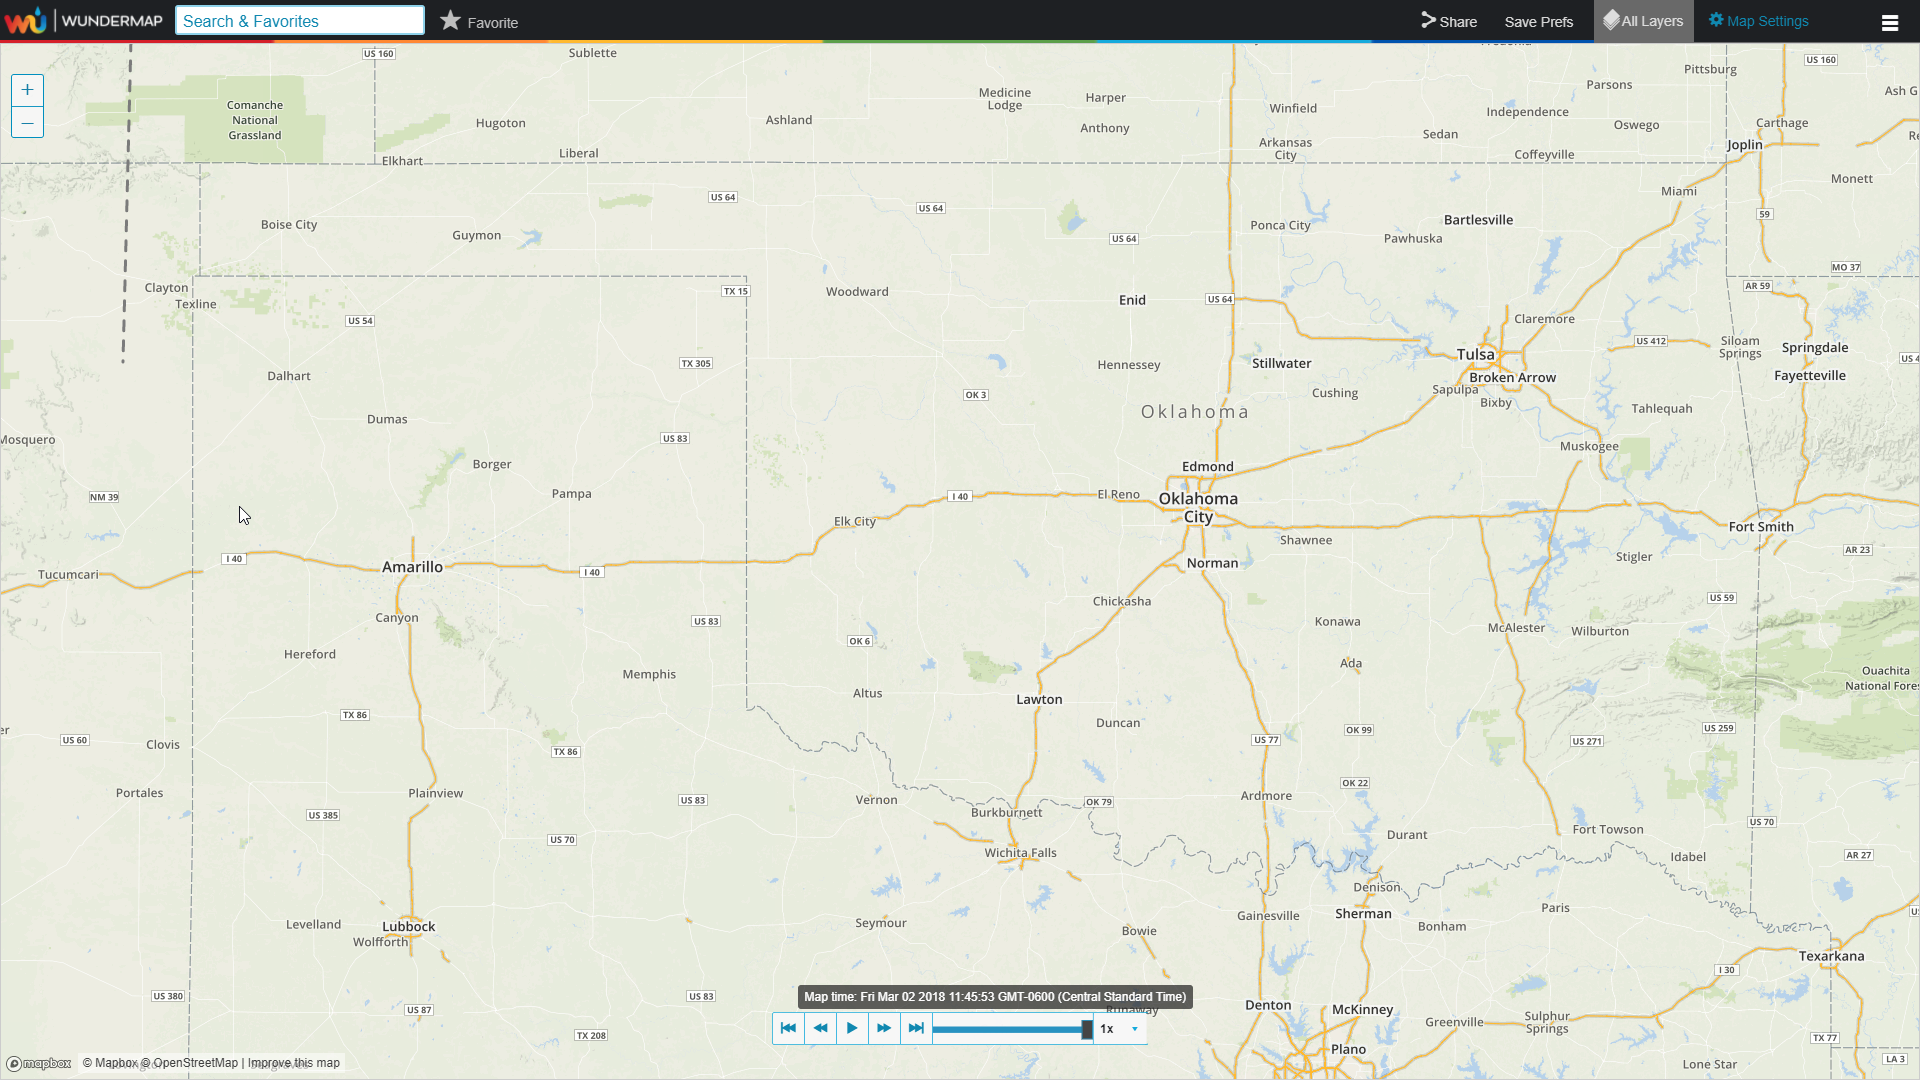 WUNDERMAP
Search & Favorites
Favorite
Share
Save Prefs
All Layers
Map Settings
US 160
Sublette
Pittsburg
US 160
Parsons
Comanche
National
Grassland
Medicine
Lodge
Harper
Winfield
Independence
Ash G
Hugoton
Ashland
Anthony
Sedan
Oswego
Carthage
Elkhart
Liberal
Arkansas
City
Coffeyville
Joplin
Monett
Miami
US 64
US 64
59
Boise City
Guymon
US 64
Ponca City
Pawhuska
Bartlesville
MO 37
Clayton
Texline
TX 15
Woodward
Enid
US 64
AR 59
US 54
Claremore
Dalhart
TX 305
Hennessey
Stillwater
Tulsa
Broken Arrow
US 412
Siloam
Springs
Springdale
US 4
Fayetteville
OK 3
Cushing
Sapulpa
Bixby
Oklahoma
Tahlequah
Dumas
Mosquero
US 83
Muskogee
Borger
Edmond
NM 39
Pampa
I 40
El Reno
Oklahoma
City
Elk City
Shawnee
Fort Smith
I 40
Amarillo
I 40
Norman
Stigler
AR 23
Tucumcari
Canyon
US 83
Chickasha
Konawa
US 59
McAlester
Wilburton
OK 6
Hereford
Memphis
Ada
Ouachita
National Fores
Altus
Lawton
TX 86
Duncan
OK 99
US 259
US 60
Clovis
TX 86
US 77
US 271
Portales
Plainview
US 83
Vernon
OK 79
Ardmore
OK 22
US 385
Burkburnett
US 70
Fort Towson
US 70
Durant
Wichita Falls
Idabel
AR 27
Denison
Levelland
Lubbock
Wolfforth
Seymour
Gainesville
Sherman
Paris
Bonham
Bowie
Texarkana
I 30
US 380
US 83
Map time: Fri Mar 02 2018 11:45:53 GMT-0600 (Central Standard Time)
US 87
Runaway
Denton
McKinney
Greenville
Sulphur
Springs
1x
TX 208
TX 77
Plano
LA 3
Lone Star
mapbox
© Mapbox © OpenStreetMap | Improve this map